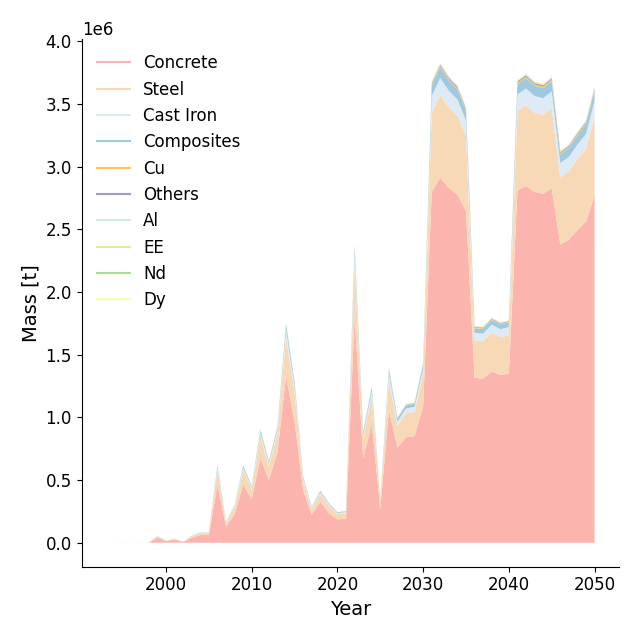 1e6
4.0
3.5
3.0
2.5
2.0
1.5
1.0
0.5
0.0
Mass [t]
Concrete
Steel
Cast Iron
Composites
Cu
Others
Al
EE
Nd
Dy
2000 2010 2020 2030 2040 2050
Year